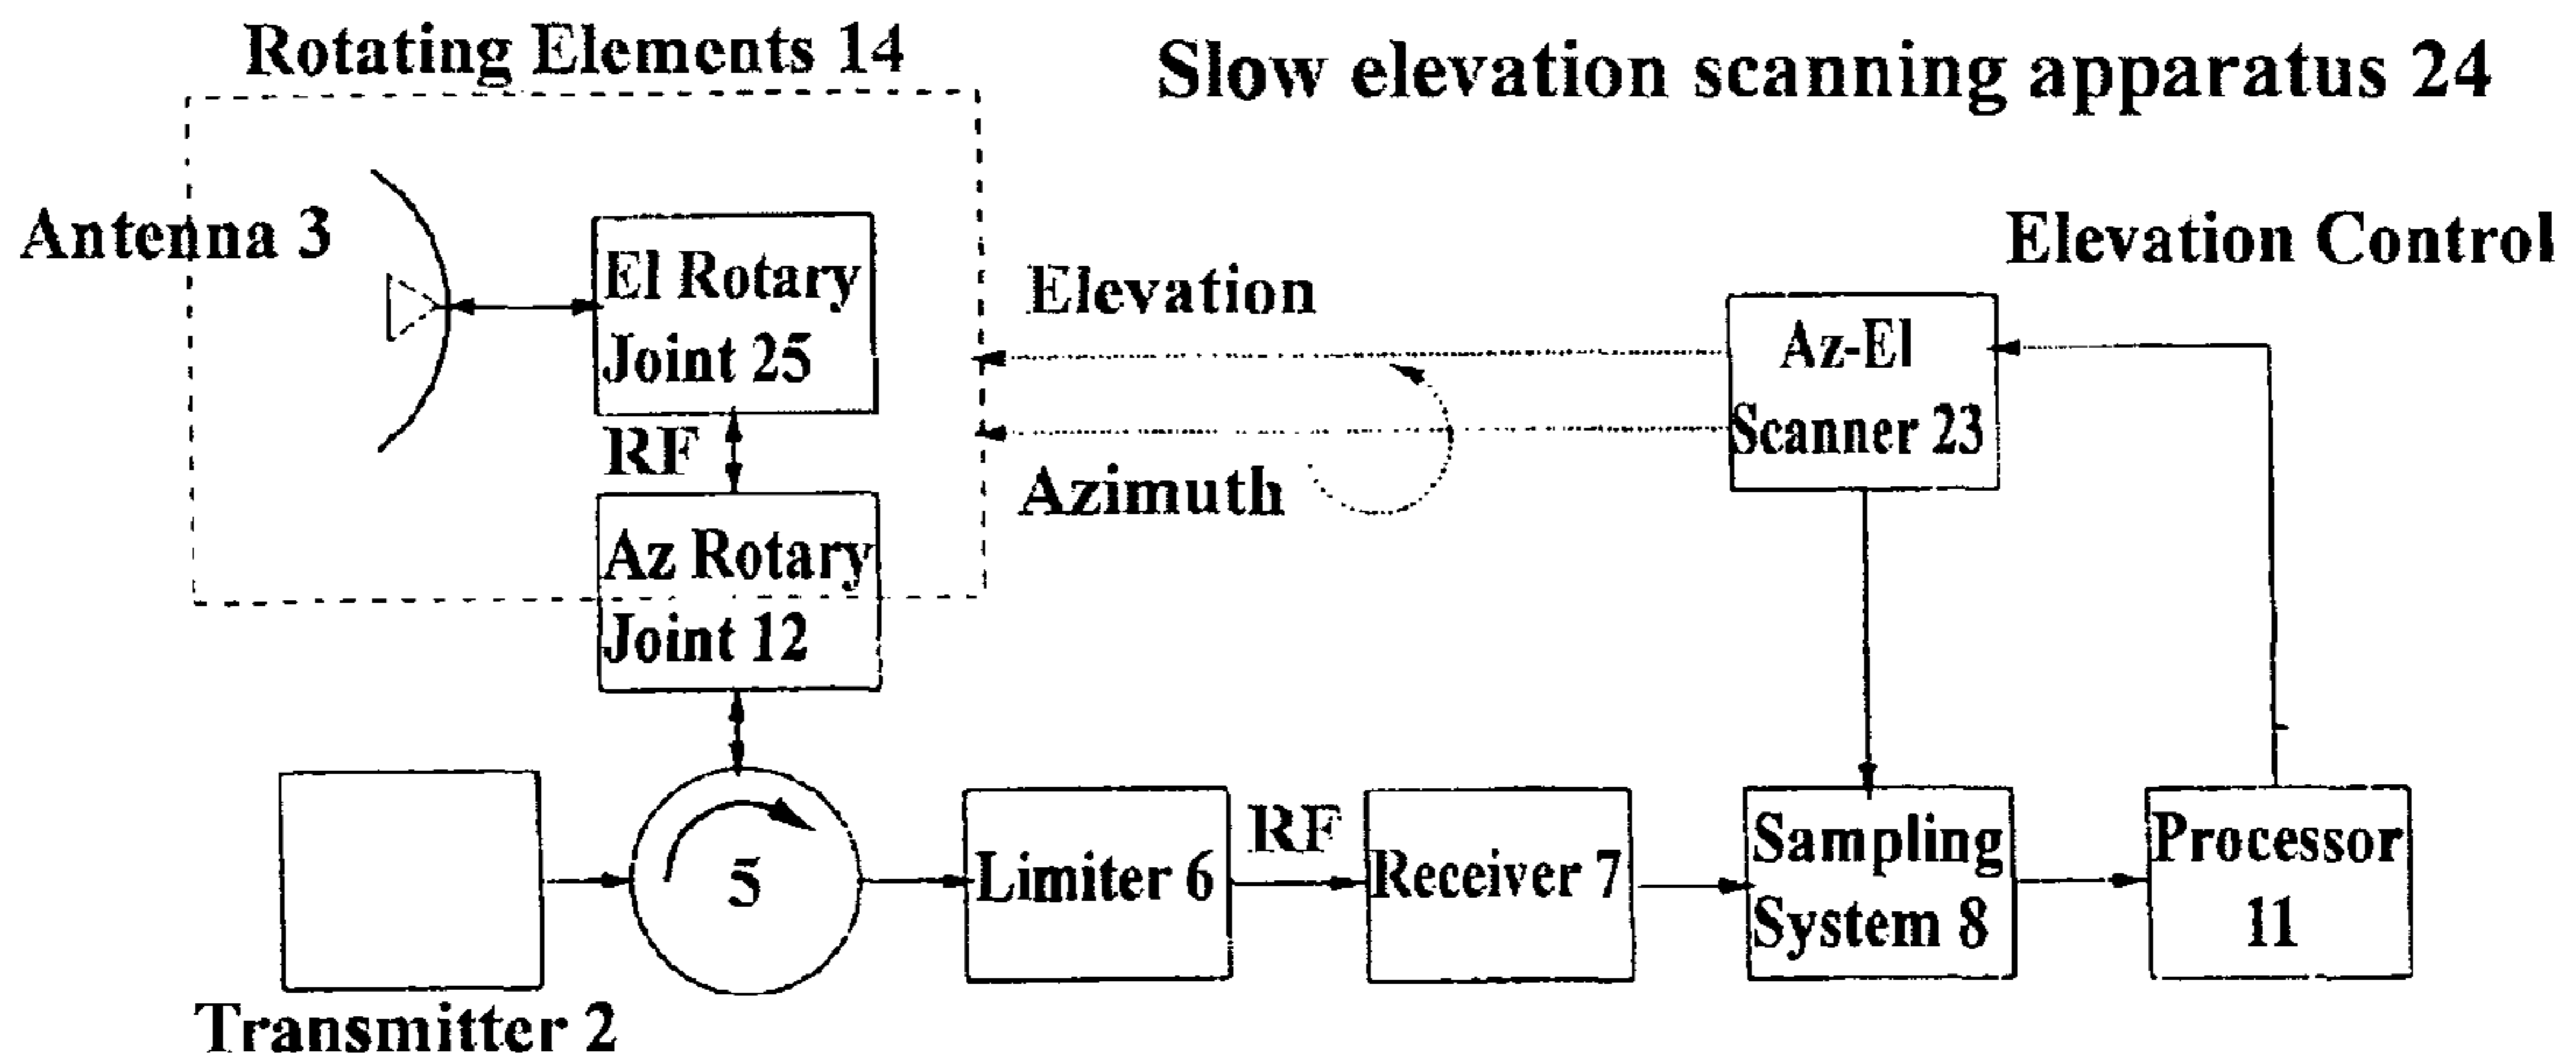 Rotating Elements 14
Slow elevation scanning apparatus 24
Antenna 3
El Rotary
Joint 25
Elevation
Elevation Control
Az-El
Scanner 23
RF
Azimuth
Az Rotary
Joint 12
5
Limiter 6
RF
Receiver 7
Sampling
System 8
Processor
11
Transmitter 2